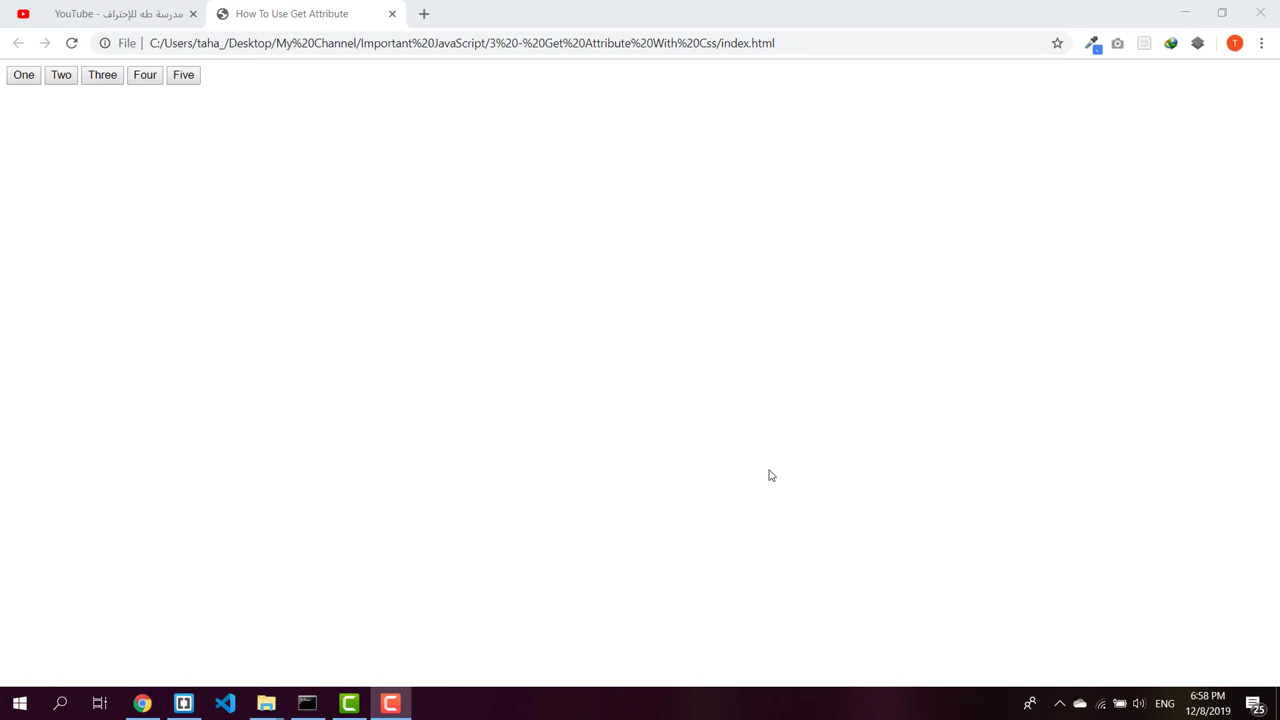 YouTube - مدرسة طه للإحتراف
How To Use Get Attribute
File
C:/Users/taha_/Desktop/My%20Channel/Important%20JavaScript/3%20-%20Get%20Attribute%20With%20Css/index.html
T
One Two Three Four Five
ENG
6:58 PM
12/8/2019
25